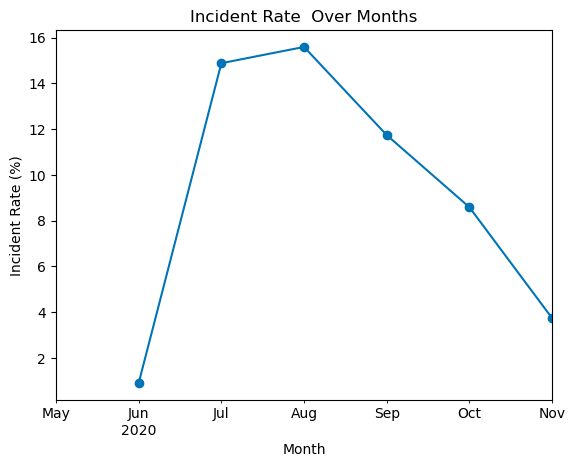 Incident Rate  Over Months
Incident Rate (%)
16
14
12
10
8
6
4
2
May Jun Jul Aug Sep Oct Nov
2020
Month